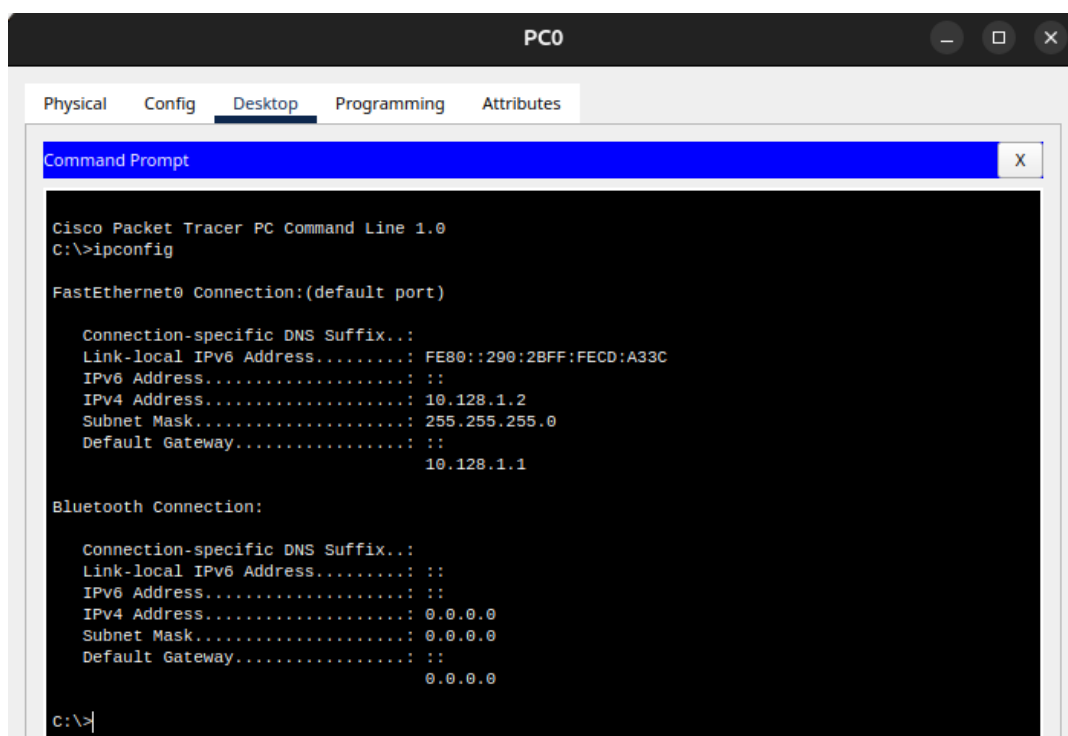 PC0
Physical Config Desktop Programming Attributes
Command Prompt X
Cisco Packet Tracer PC Command Line 1.0
C:\>ipconfig
FastEthernet0 Connection:(default port)
Connection-specific DNS Suffix..:
Link-local IPv6 Address.........: FE80::290:2BFF:FECD:A33C
IPv6 Address....................: ::
IPv4 Address....................: 10.128.1.2
Subnet Mask.....................: 255.255.255.0
Default Gateway.................: ::
10.128.1.1
Bluetooth Connection:
Connection-specific DNS Suffix..:
Link-local IPv6 Address.........: ::
IPv6 Address....................: ::
IPv4 Address....................: 0.0.0.0
Subnet Mask.....................: 0.0.0.0
Default Gateway.................: ::
0.0.0.0
C:\>